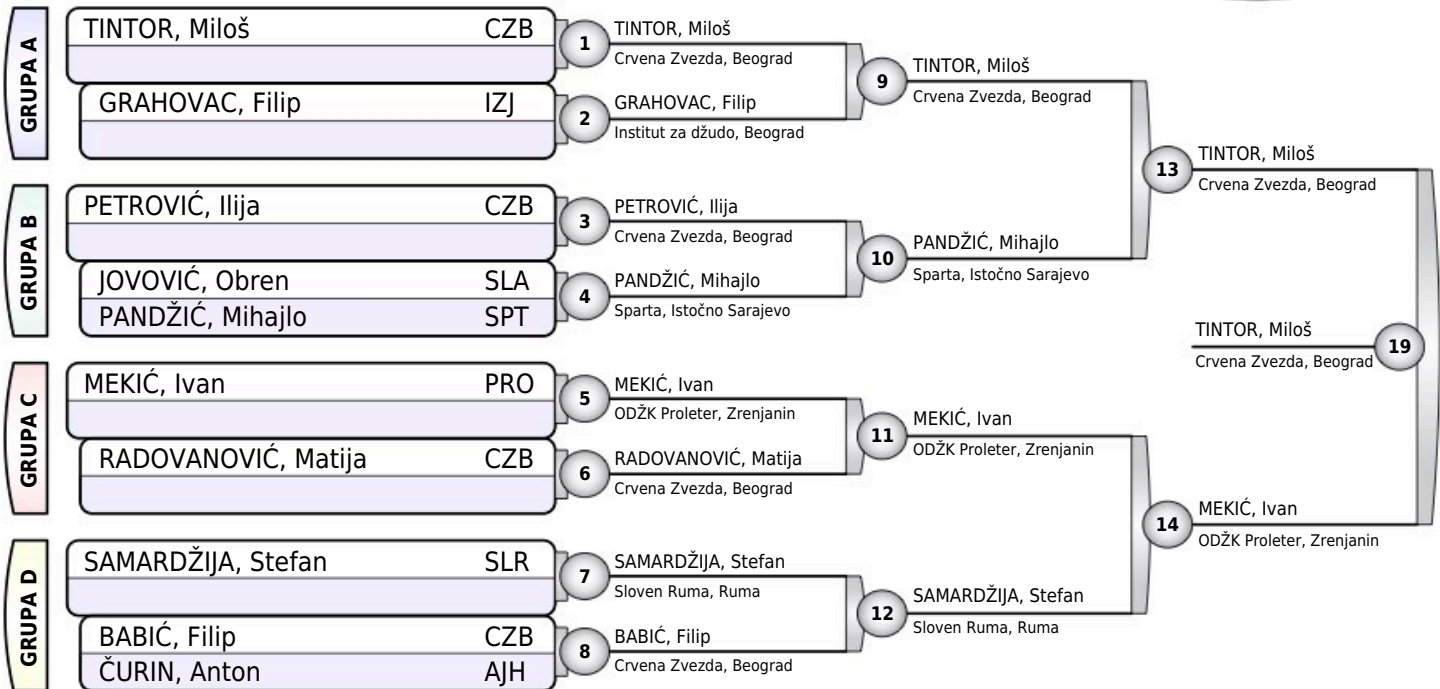 GRUPA A
TINTOR, Miloš CZB
GRAHOVAC, Filip IZJ
GRUPA B
PETROVIĆ, Ilija CZB
JOVOVIĆ, Obren SLA
PANDŽIĆ, Mihajlo SPT
GRUPA C
MEKIĆ, Ivan PRO
RADOVANOVIĆ, Matija CZB
GRUPA D
SAMARDŽIJA, Stefan SLR
BABIĆ, Filip CZB
ČURIN, Anton AJH
1
TINTOR, Miloš
Crvena Zvezda, Beograd
2
GRAHOVAC, Filip
Institut za džudo, Beograd
3
PETROVIĆ, Ilija
Crvena Zvezda, Beograd
4
PANDŽIĆ, Mihajlo
Sparta, Istočno Sarajevo
5
MEKIĆ, Ivan
ODŽK Proleter, Zrenjanin
6
RADOVANOVIĆ, Matija
Crvena Zvezda, Beograd
7
SAMARDŽIJA, Stefan
Sloven Ruma, Ruma
8
BABIĆ, Filip
Crvena Zvezda, Beograd
9
TINTOR, Miloš
Crvena Zvezda, Beograd
10
PANDŽIĆ, Mihajlo
Sparta, Istočno Sarajevo
11
MEKIĆ, Ivan
ODŽK Proleter, Zrenjanin
12
SAMARDŽIJA, Stefan
Sloven Ruma, Ruma
13
TINTOR, Miloš
Crvena Zvezda, Beograd
14
MEKIĆ, Ivan
ODŽK Proleter, Zrenjanin
TINTOR, Miloš
Crvena Zvezda, Beograd
19